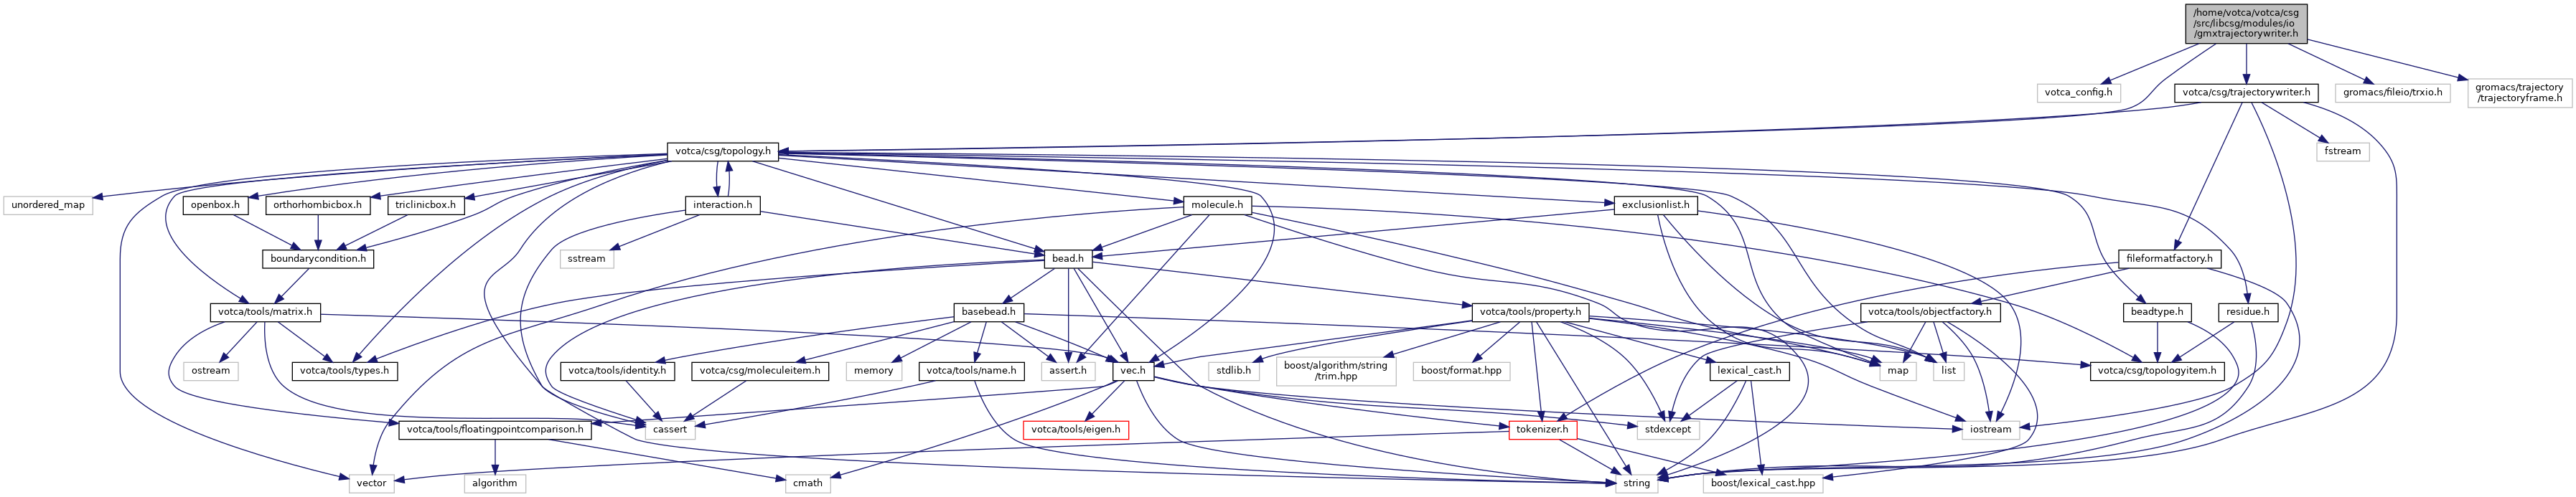 /home/votca/votca/csg
/src/libcsg/modules/io
/gmxtrajectorywriter.h
votca_config.h
votca/csg/trajectorywriter.h
gromacs/fileio/trxio.h
gromacs/trajectory
/trajectoryframe.h
votca/csg/topology.h
fstream
unordered_map
openbox.h
orthorhombicbox.h
triclinicbox.h
interaction.h
molecule.h
exclusionlist.h
boundarycondition.h
sstream
bead.h
fileformatfactory.h
votca/tools/matrix.h
basebead.h
votca/tools/property.h
votca/tools/objectfactory.h
beadtype.h
residue.h
ostream
votca/tools/types.h
votca/tools/identity.h
votca/csg/moleculeitem.h
memory
votca/tools/name.h
assert.h
vec.h
stdlib.h
boost/algorithm/string
/trim.hpp
boost/format.hpp
lexical_cast.h
map
list
votca/csg/topologyitem.h
votca/tools/floatingpointcomparison.h
cassert
votca/tools/eigen.h
tokenizer.h
stdexcept
iostream
vector
algorithm
cmath
string
boost/lexical_cast.hpp